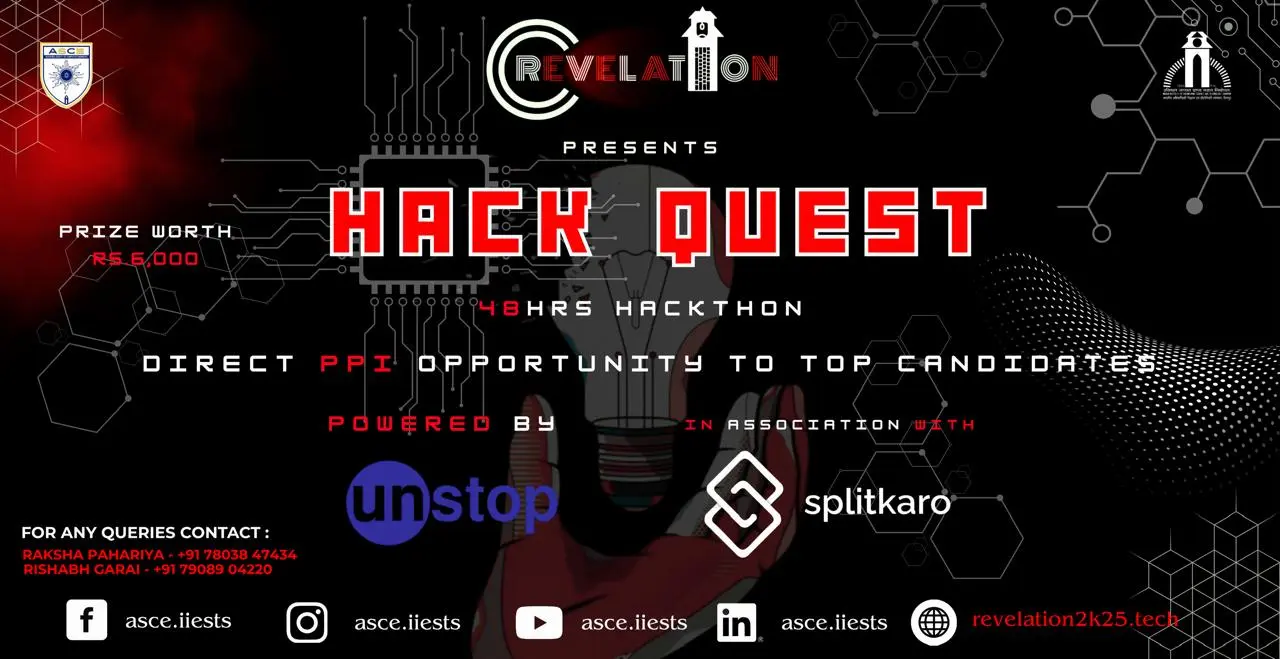 ASCE
REVELATION
PRESENTS
HACK QUEST
PRIZE WORTH
RS 6,000
48HRS HACKTHON
DIRECT PPI OPPORTUNITY TO TOP CANDIDATES
POWERED BY
IN ASSOCIATION WITH
unstop
splitkaro
FOR ANY QUERIES CONTACT :
RAKSHA PAHARIYA - +91 78038 47434
RISHABH GARAI - +91 79089 04220
asce.iiests
asce.iiests
asce.iiests
asce.iiests
revelation2k25.tech